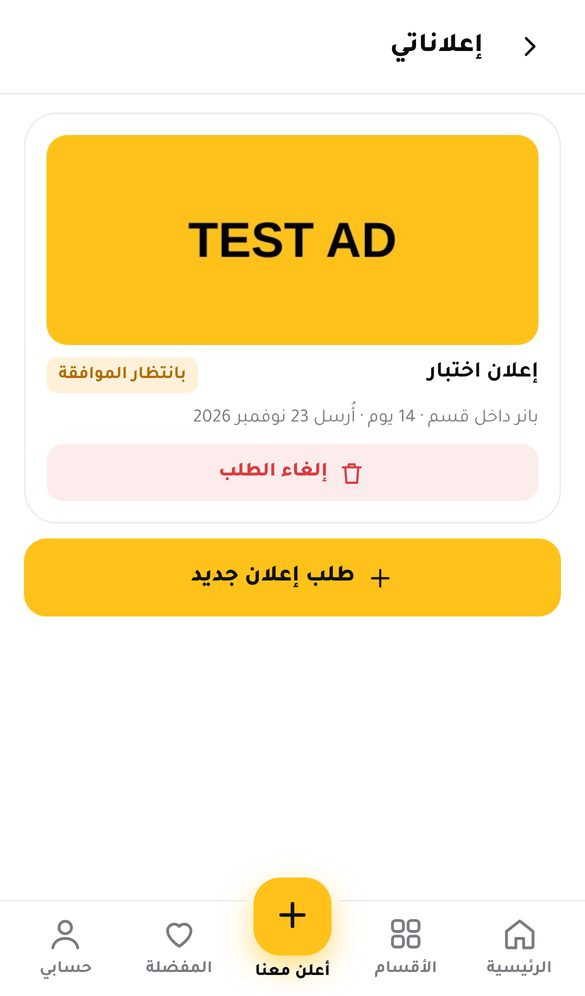 إعلاناتي
TEST AD
إعلان اختبار
بانتظار الموافقة
بانر داخل قسم · 14 يوم · أُرسل 23 نوفمبر 2026
إلغاء الطلب
طلب إعلان جديد
الرئيسية
الأقسام
أعلن معنا
المفضلة
حسابي